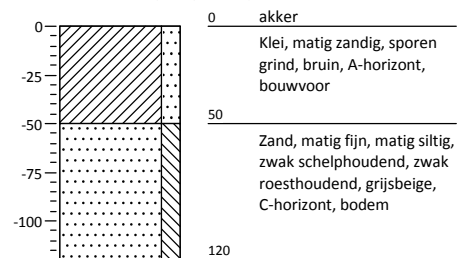 0
-25
-50
-75
-100
0 akker
Klei, matig zandig, sporen
grind, bruin, A-horizont,
bouwvoor
50
Zand, matig fijn, matig siltig,
zwak schelphoudend, zwak
roesthoudend, grijsbeige,
C-horizont, bodem
120